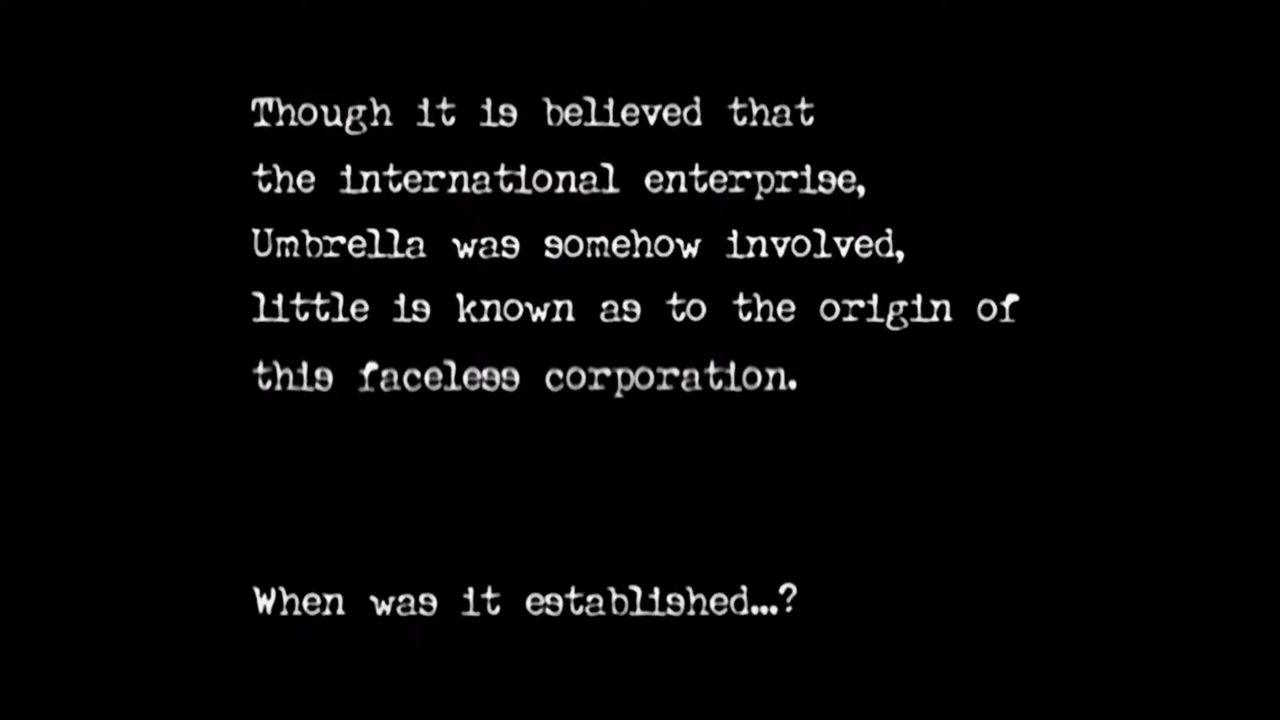 Though it is believed that
the international enterprise,
Umbrella was somehow involved,
little is known as to the origin of
this faceless corporation.
When was it established...?